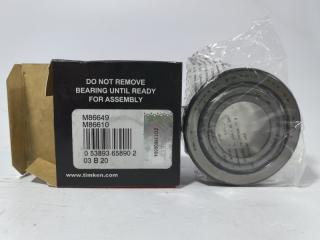 DO NOT REMOVE
BEARING UNTIL READY
FOR ASSEMBLY
M86649
M86610
0 53893 65890 2
03 B 20
www.timken.com